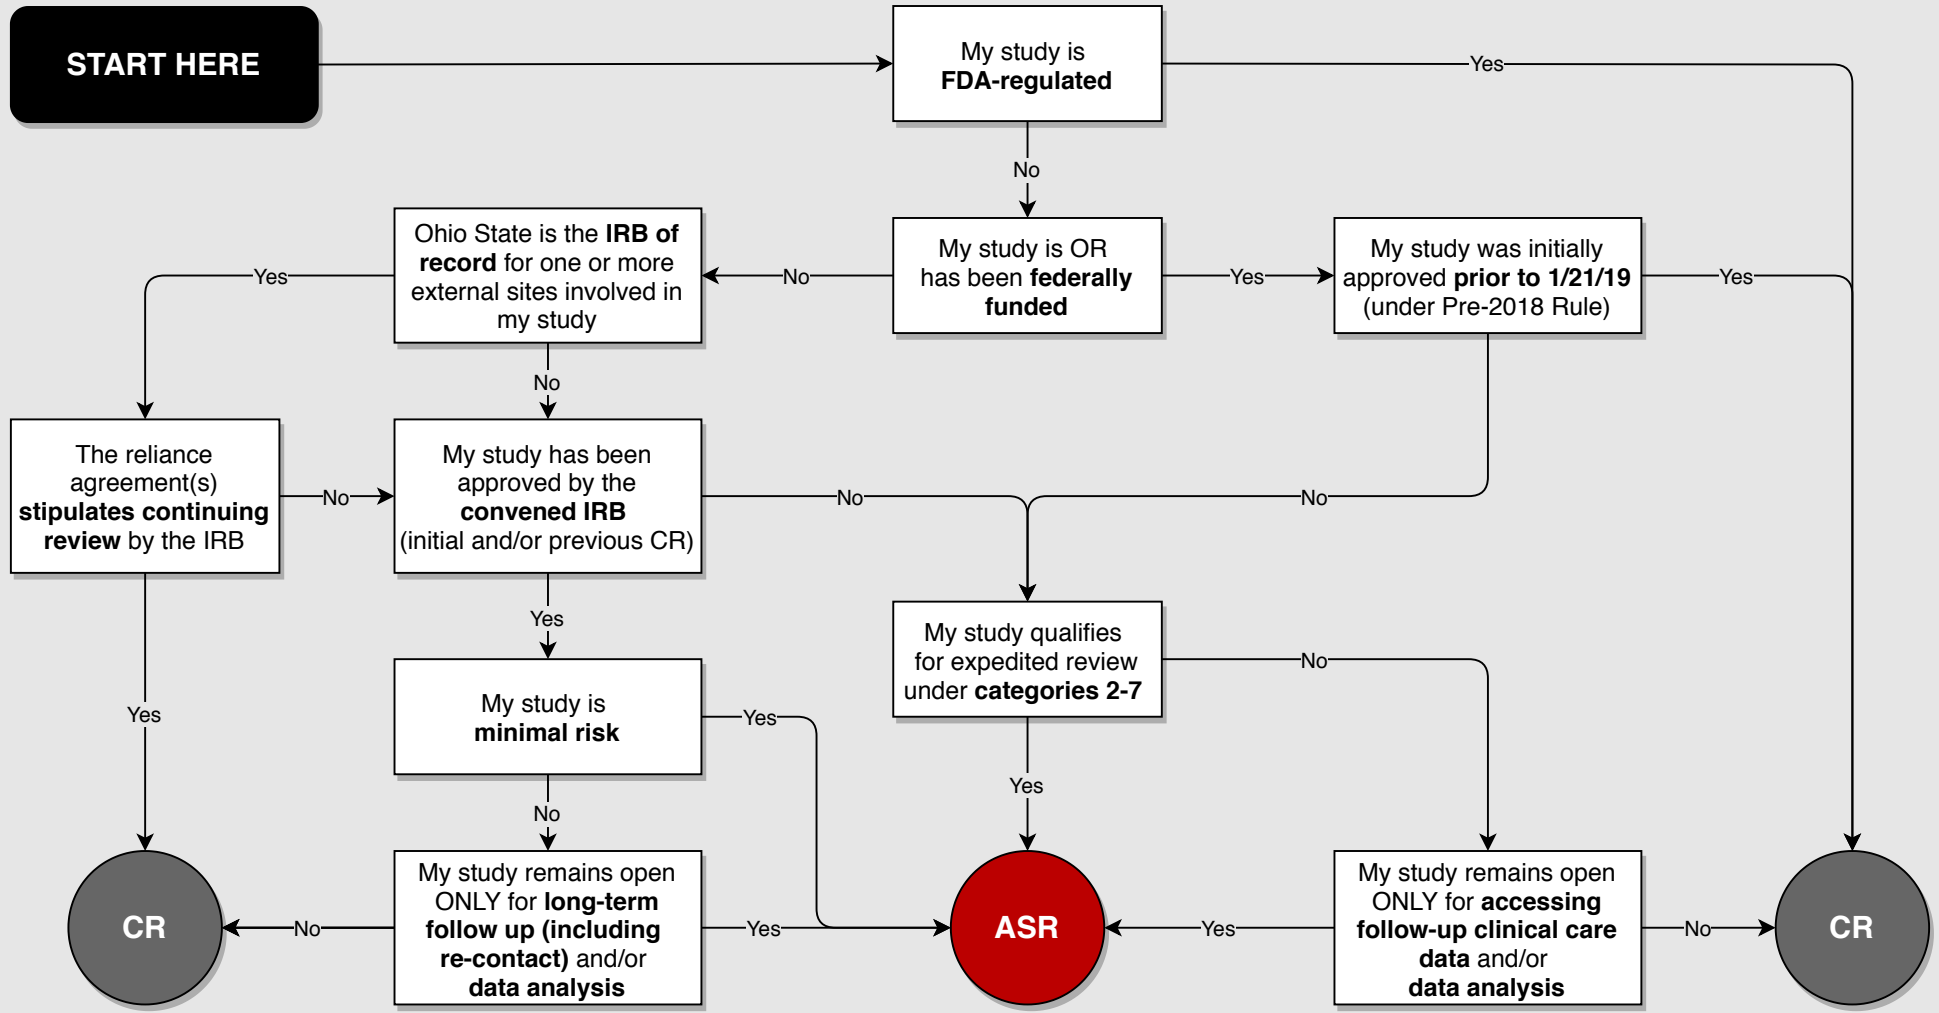 START HERE
My study is
FDA-regulated
Yes
No
Ohio State is the IRB of
record for one or more
external sites involved in
my study
My study is OR
has been federally
funded
My study was initially
approved prior to 1/21/19
(under Pre-2018 Rule)
Yes
No
Yes
Yes
No
The reliance
agreement(s)
stipulates continuing
review by the IRB
No
My study has been
approved by the
convened IRB
(initial and/or previous CR)
No
No
Yes
My study qualifies
for expedited review
under categories 2-7
No
Yes
My study is
minimal risk
Yes
Yes
No
CR
No
My study remains open
ONLY for long-term
follow up (including
re-contact) and/or
data analysis
Yes
ASR
Yes
My study remains open
ONLY for accessing
follow-up clinical care
data and/or
data analysis
No
CR